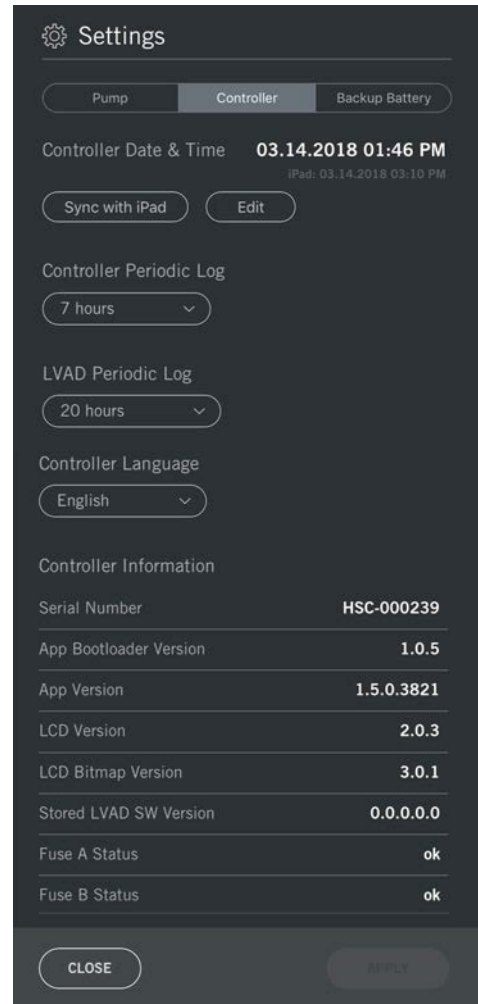 Settings
Pump Controller Backup Battery
Controller Date & Time 03.14.2018 01:46 PM
iPad: 03.14.2018 03:10 PM
Sync with iPad Edit
Controller Periodic Log
7 hours
LVAD Periodic Log
20 hours
Controller Language
English
Controller Information
Serial Number HSC-000239
App Bootloader Version 1.0.5
App Version 1.5.0.3821
LCD Version 2.0.3
LCD Bitmap Version 3.0.1
Stored LVAD SW Version 0.0.0.0.0
Fuse A Status ok
Fuse B Status ok
CLOSE APPLY